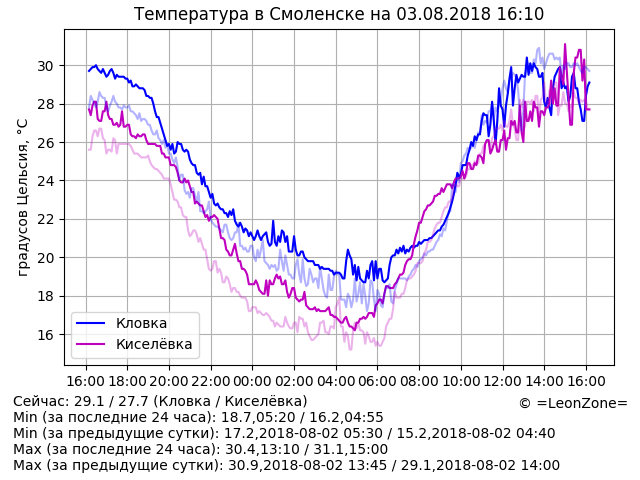 Температура в Смоленске на 03.08.2018 16:10
градусов Цельсия, °C
30
28
26
24
22
20
18
16
Кловка
Киселёвка
16:00 18:00 20:00 22:00 00:00 02:00 04:00 06:00 08:00 10:00 12:00 14:00 16:00
Сейчас: 29.1 / 27.7 (Кловка / Киселёвка)
© =LeonZone=
Min (за последние 24 часа): 18.7,05:20 / 16.2,04:55
Min (за предыдущие сутки): 17.2,2018-08-02 05:30 / 15.2,2018-08-02 04:40
Max (за последние 24 часа): 30.4,13:10 / 31.1,15:00
Max (за предыдущие сутки): 30.9,2018-08-02 13:45 / 29.1,2018-08-02 14:00